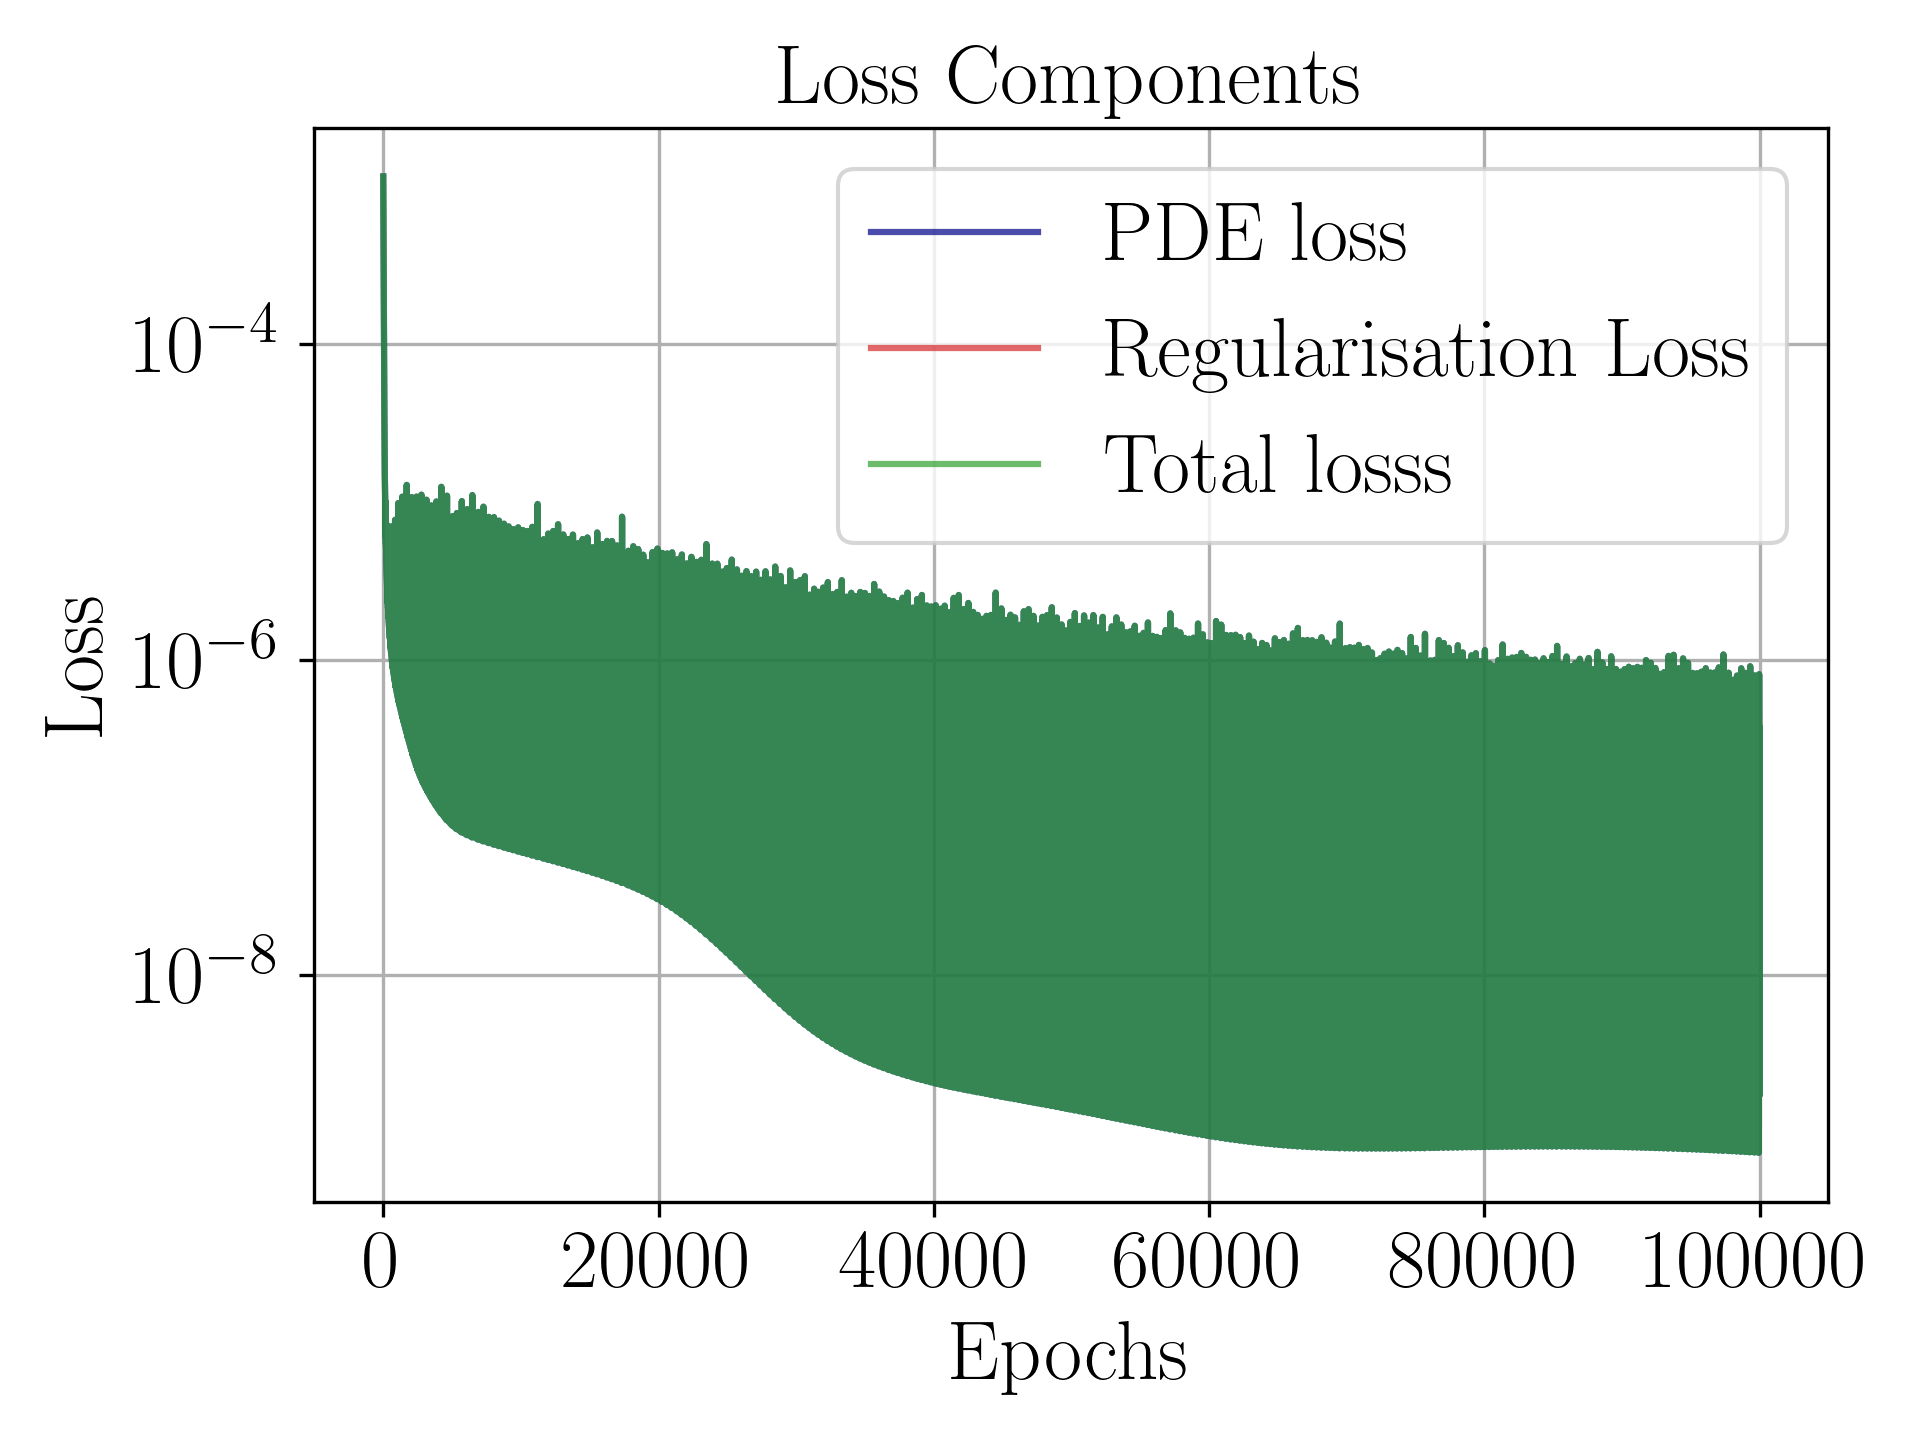 Loss Components
PDE loss
Regularisation Loss
Total losss
10⁻⁴
10⁻⁶
10⁻⁸
Loss
0 20000 40000 60000 80000 100000
Epochs